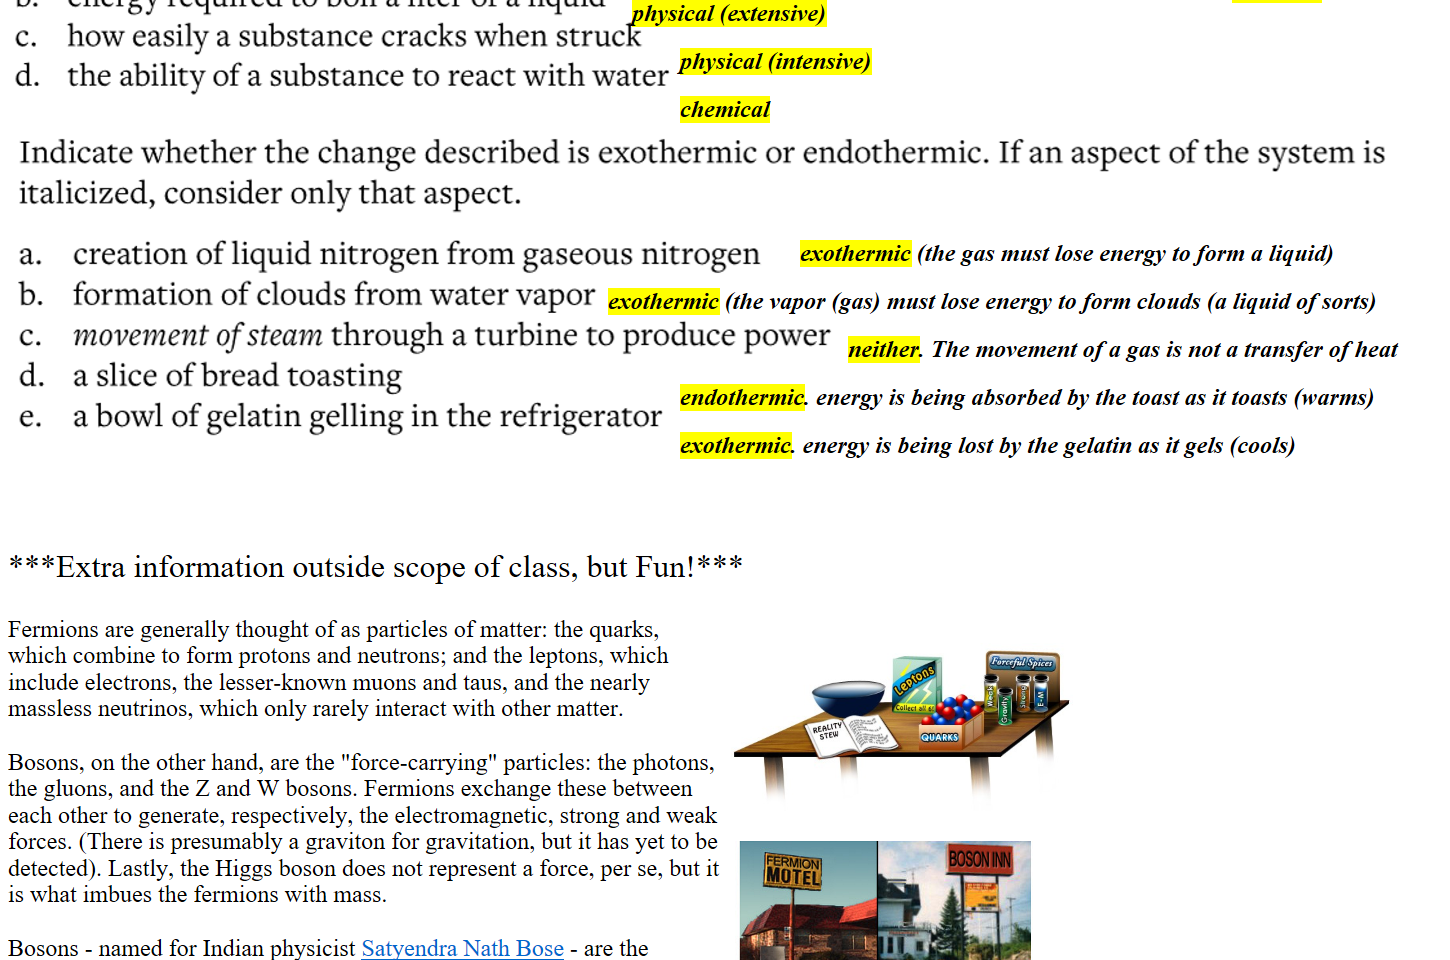 b. energy required to boil a liter of a liquid
physical (extensive)
c. how easily a substance cracks when struck
physical (intensive)
d. the ability of a substance to react with water
chemical
Indicate whether the change described is exothermic or endothermic. If an aspect of the system is
italicized, consider only that aspect.
a. creation of liquid nitrogen from gaseous nitrogen exothermic (the gas must lose energy to form a liquid)
b. formation of clouds from water vapor exothermic (the vapor (gas) must lose energy to form clouds (a liquid of sorts)
c. movement of steam through a turbine to produce power neither. The movement of a gas is not a transfer of heat
d. a slice of bread toasting endothermic. energy is being absorbed by the toast as it toasts (warms)
e. a bowl of gelatin gelling in the refrigerator exothermic. energy is being lost by the gelatin as it gels (cools)
***Extra information outside scope of class, but Fun!***
Fermions are generally thought of as particles of matter: the quarks,
which combine to form protons and neutrons; and the leptons, which
include electrons, the lesser-known muons and taus, and the nearly
massless neutrinos, which only rarely interact with other matter.
Forceful Spices
Leptons
Collect all
Weak
Gravity
Strong
E-M
REALITY
STEW
QUARKS
Bosons, on the other hand, are the "force-carrying" particles: the photons,
the gluons, and the Z and W bosons. Fermions exchange these between
each other to generate, respectively, the electromagnetic, strong and weak
forces. (There is presumably a graviton for gravitation, but it has yet to be
detected). Lastly, the Higgs boson does not represent a force, per se, but it
is what imbues the fermions with mass.
FERMION
MOTEL
BOSON INN
Bosons - named for Indian physicist Satyendra Nath Bose - are the